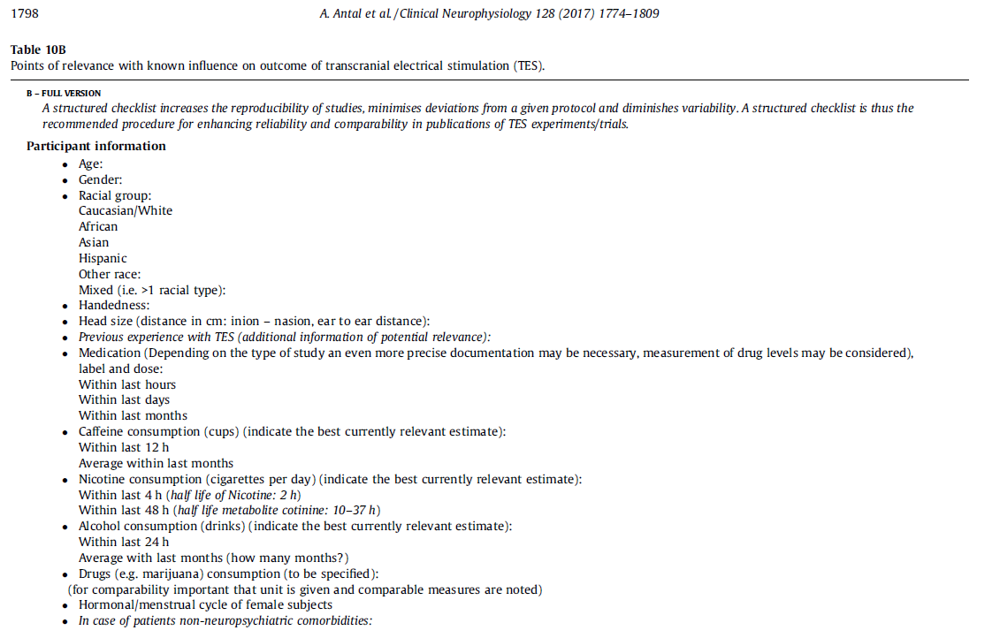 1798
A. Antal et al. / Clinical Neurophysiology 128 (2017) 1774–1809
Table 10B
Points of relevance with known influence on outcome of transcranial electrical stimulation (TES).
B – FULL VERSION
A structured checklist increases the reproducibility of studies, minimises deviations from a given protocol and diminishes variability. A structured checklist is thus the
recommended procedure for enhancing reliability and comparability in publications of TES experiments/trials.
Participant information
• Age:
• Gender:
• Racial group:
Caucasian/White
African
Asian
Hispanic
Other race:
Mixed (i.e. >1 racial type):
• Handedness:
• Head size (distance in cm: inion – nasion, ear to ear distance):
• Previous experience with TES (additional information of potential relevance):
• Medication (Depending on the type of study an even more precise documentation may be necessary, measurement of drug levels may be considered),
label and dose:
Within last hours
Within last days
Within last months
• Caffeine consumption (cups) (indicate the best currently relevant estimate):
Within last 12 h
Average within last months
• Nicotine consumption (cigarettes per day) (indicate the best currently relevant estimate):
Within last 4 h (half life of Nicotine: 2 h)
Within last 48 h (half life metabolite cotinine: 10–37 h)
• Alcohol consumption (drinks) (indicate the best currently relevant estimate):
Within last 24 h
Average with last months (how many months?)
• Drugs (e.g. marijuana) consumption (to be specified):
(for comparability important that unit is given and comparable measures are noted)
• Hormonal/menstrual cycle of female subjects
• In case of patients non-neuropsychiatric comorbidities: